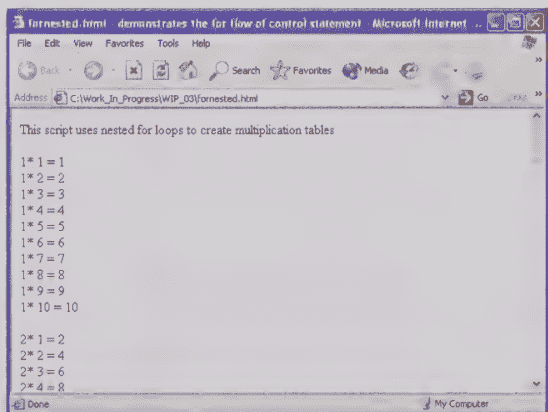 fornested.html - demonstrates the for flow of control statement - Microsoft Internet ...
File Edit View Favorites Tools Help
Back Search Favorites Media
Address C:\Work_In_Progress\WIP_03\fornested.html Go
This script uses nested for loops to create multiplication tables
1* 1 = 1
1* 2 = 2
1* 3 = 3
1* 4 = 4
1* 5 = 5
1* 6 = 6
1* 7 = 7
1* 8 = 8
1* 9 = 9
1* 10 = 10
2* 1 = 2
2* 2 = 4
2* 3 = 6
2* 4 = 8
Done My Computer